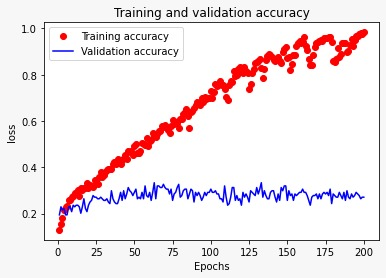 Training and validation accuracy
Training accuracy
Validation accuracy
loss
1.0
0.8
0.6
0.4
0.2
0
25
50
75
100
125
150
175
200
Epochs